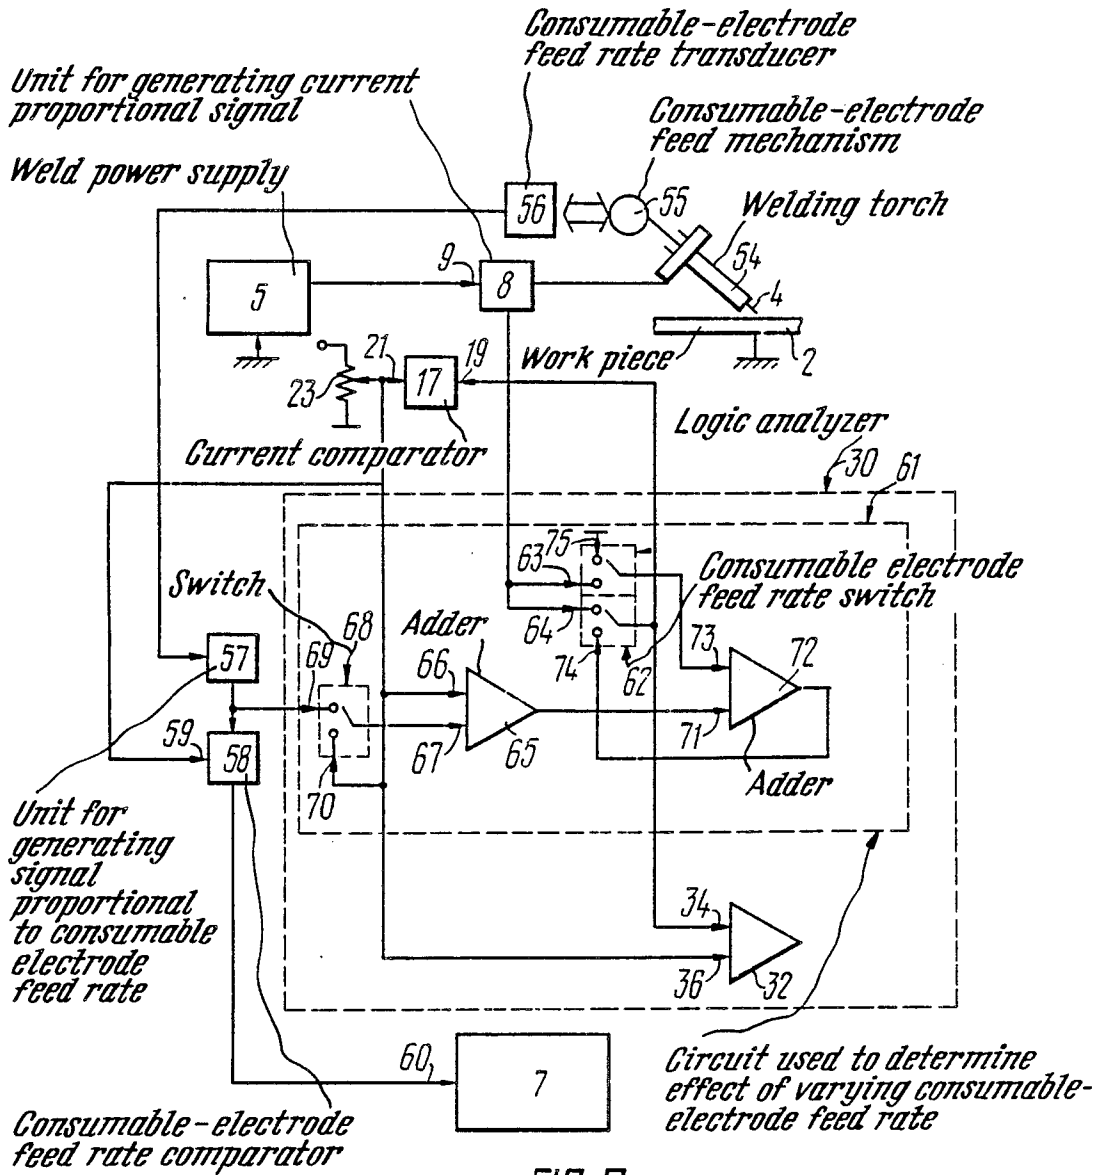 Consumable-electrode
feed rate transducer
Unit for generating current
proportional signal
Consumable-electrode
feed mechanism
Weld power supply
56
55
Welding torch
54
9
8
4
5
Work piece
2
21
17
19
23
Current comparator
Logic analyzer
30
61
75
63
Consumable electrode
feed rate switch
Switch
68
Adder
64
73
72
57
69
66
74
62
59
58
67
65
71
70
Adder
Unit for
generating
signal
proportional
to consumable
electrode
feed rate
34
36
32
60
7
Circuit used to determine
effect of varying consumable-
electrode feed rate
Consumable-electrode
feed rate comparator